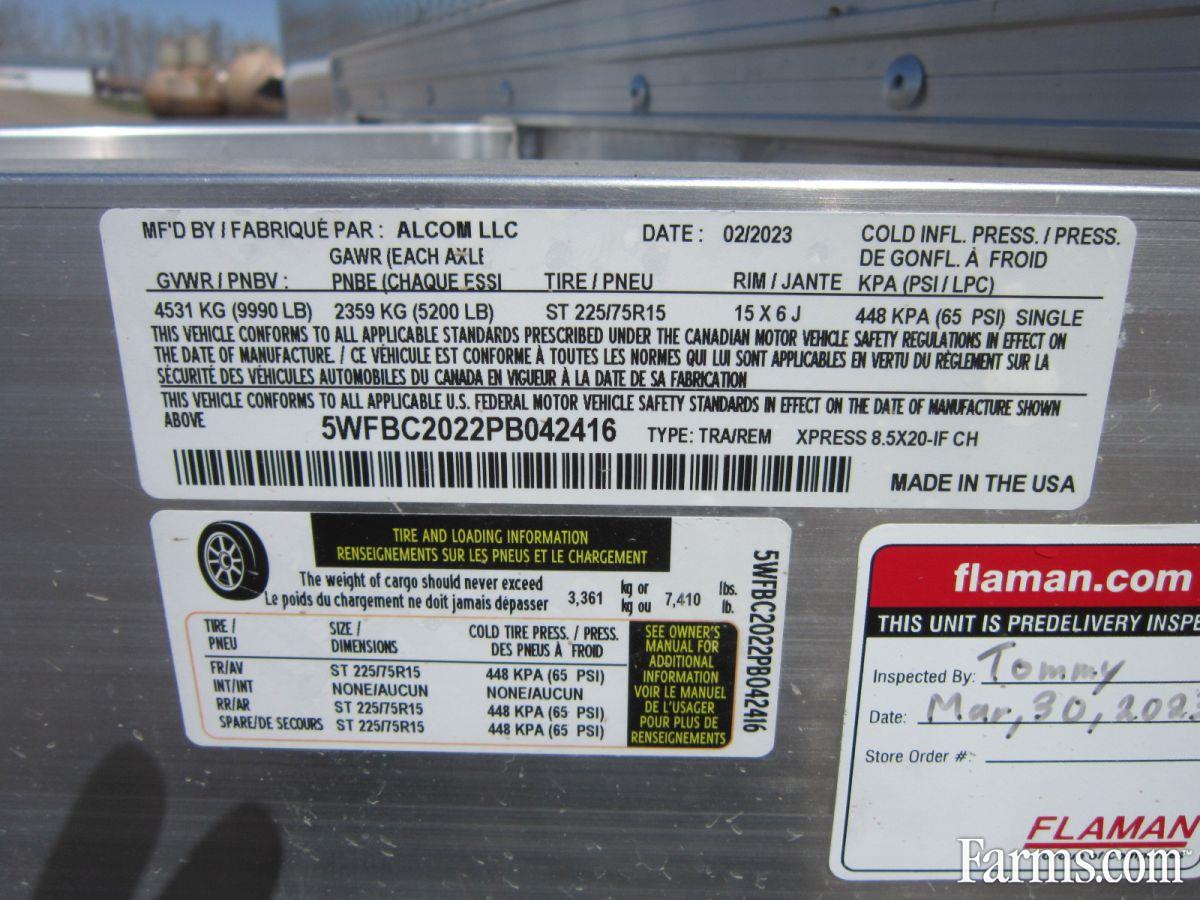 MF'D BY / FABRIQUÉ PAR : ALCOM LLC DATE : 02/2023 COLD INFL. PRESS. / PRESS.
GAWR (EACH AXLE DE GONFL. À FROID
GVWR / PNBV : PNBE (CHAQUE ESSI TIRE / PNEU RIM / JANTE KPA (PSI / LPC)
4531 KG (9990 LB) 2359 KG (5200 LB) ST 225/75R15 15 X 6 J 448 KPA (65 PSI) SINGLE
THIS VEHICLE CONFORMS TO ALL APPLICABLE STANDARDS PRESCRIBED UNDER THE CANADIAN MOTOR VEHICLE SAFETY REGULATIONS IN EFFECT ON
THE DATE OF MANUFACTURE. / CE VÉHICULE EST CONFORME À TOUTES LES NORMES QUI LUI SONT APPLICABLES EN VERTU DU RÈGLEMENT SUR LA
SÉCURITÉ DES VÉHICULES AUTOMOBILES DU CANADA EN VIGUEUR À LA DATE DE SA FABRICATION
THIS VEHICLE CONFORMS TO ALL APPLICABLE U.S. FEDERAL MOTOR VEHICLE SAFETY STANDARDS IN EFFECT ON THE DATE OF MANUFACTURE SHOWN
ABOVE
5WFBC2022PB042416 TYPE: TRA/REM XPRESS 8.5X20-IF CH
MADE IN THE USA
TIRE AND LOADING INFORMATION
RENSEIGNEMENTS SUR LES PNEUS ET LE CHARGEMENT
The weight of cargo should never exceed kg or lbs.
Le poids du chargement ne doit jamais dépasser 3,361 kg ou 7,410 lb.
TIRE / PNEU SIZE / DIMENSIONS COLD TIRE PRESS. / PRESS. DES PNEUS À FROID
FR/AV ST 225/75R15 448 KPA (65 PSI)
INT/INT NONE/AUCUN NONE/AUCUN
RR/AR ST 225/75R15 448 KPA (65 PSI)
SPARE/DE SECOURS ST 225/75R15 448 KPA (65 PSI)
SEE OWNER'S
MANUAL FOR
ADDITIONAL
INFORMATION
VOIR LE MANUEL
DE L'USAGER
POUR PLUS DE
RENSEIGNEMENTS
5WFBC2022PB042416
flaman.com
THIS UNIT IS PREDELIVERY INSPE
Inspected By: Tommy
Date: Mar, 30, 202
Store Order #:
FLAMAN
Farms.com